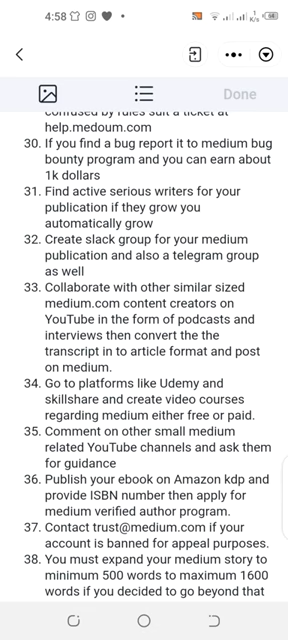 4:58
1
K/s
58
Done
confused by rules suit a ticket at
help.medoum.com
30. If you find a bug report it to medium bug
bounty program and you can earn about
1k dollars
31. Find active serious writers for your
publication if they grow you
automatically grow
32. Create slack group for your medium
publication and also a telegram group
as well
33. Collaborate with other similar sized
medium.com content creators on
YouTube in the form of podcasts and
interviews then convert the the
transcript in to article format and post
on medium.
34. Go to platforms like Udemy and
skillshare and create video courses
regarding medium either free or paid.
35. Comment on other small medium
related YouTube channels and ask them
for guidance
36. Publish your ebook on Amazon kdp and
provide ISBN number then apply for
medium verified author program.
37. Contact trust@medium.com if your
account is banned for appeal purposes.
38. You must expand your medium story to
minimum 500 words to maximum 1600
words if you decided to go beyond that